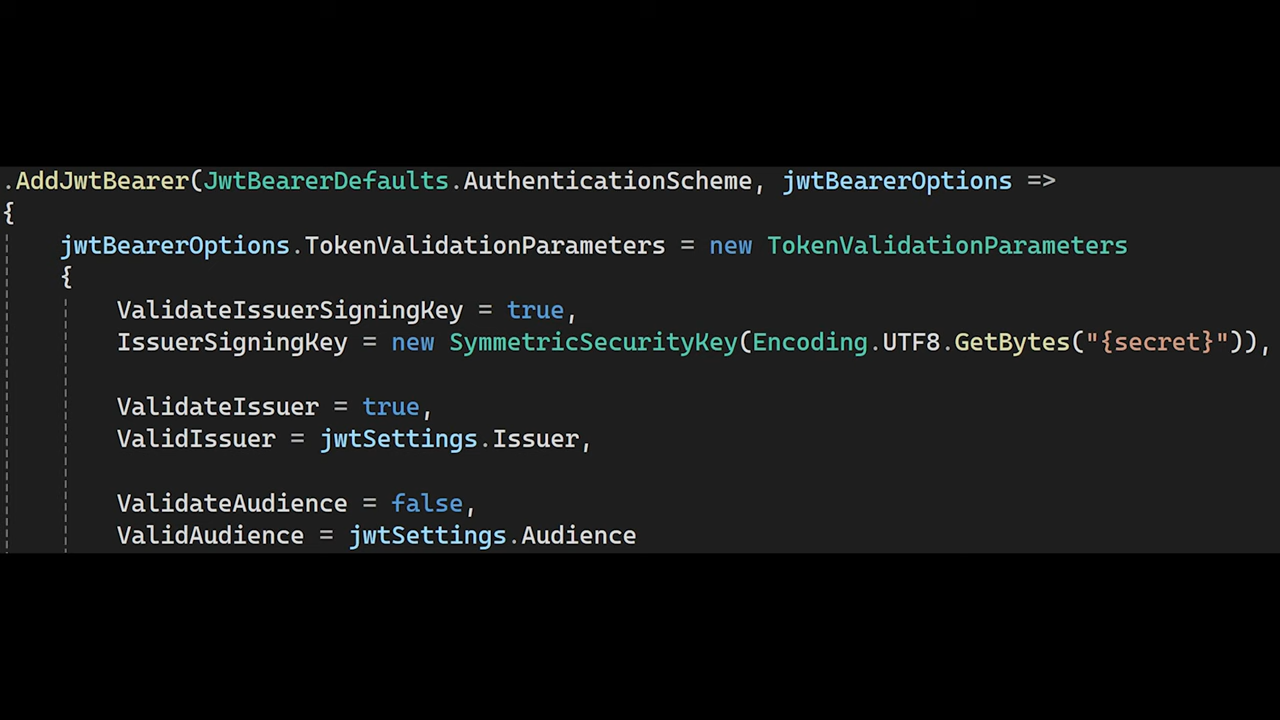 .AddJwtBearer(JwtBearerDefaults.AuthenticationScheme, jwtBearerOptions =>
{
jwtBearerOptions.TokenValidationParameters = new TokenValidationParameters
{
ValidateIssuerSigningKey = true,
IssuerSigningKey = new SymmetricSecurityKey(Encoding.UTF8.GetBytes("{secret}")),
ValidateIssuer = true,
ValidIssuer = jwtSettings.Issuer,
ValidateAudience = false,
ValidAudience = jwtSettings.Audience